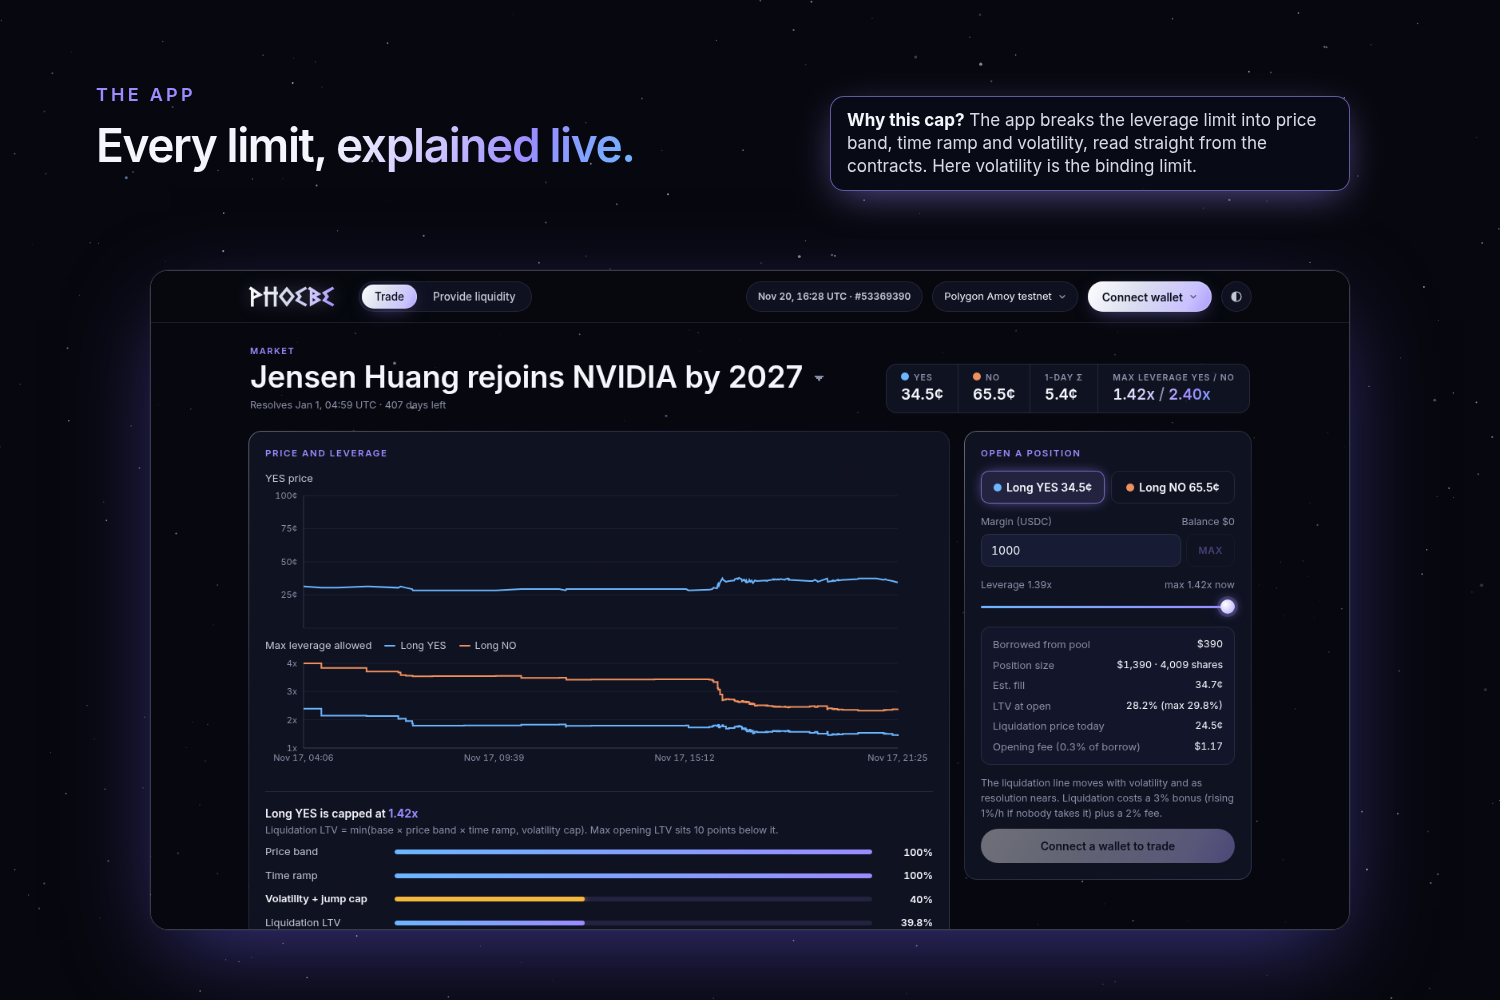 THE APP
Every limit, explained live.
Why this cap? The app breaks the leverage limit into price
band, time ramp and volatility, read straight from the
contracts. Here volatility is the binding limit.
PHOEBE
Trade
Provide liquidity
Nov 20, 16:28 UTC · #53369390
Polygon Amoy testnet
Connect wallet
MARKET
Jensen Huang rejoins NVIDIA by 2027
Resolves Jan 1, 04:59 UTC · 407 days left
YES
34.5¢
NO
65.5¢
1-DAY Σ
5.4¢
MAX LEVERAGE YES / NO
1.42x / 2.40x
PRICE AND LEVERAGE
YES price
100¢
75¢
50¢
25¢
Max leverage allowed
Long YES
Long NO
4x
3x
2x
1x
Nov 17, 04:06
Nov 17, 09:39
Nov 17, 15:12
Nov 17, 21:25
Long YES is capped at 1.42x
Liquidation LTV = min(base × price band × time ramp, volatility cap). Max opening LTV sits 10 points below it.
Price band 100%
Time ramp 100%
Volatility + jump cap 40%
Liquidation LTV 39.8%
OPEN A POSITION
Long YES 34.5¢
Long NO 65.5¢
Margin (USDC) Balance $0
1000
MAX
Leverage 1.39x max 1.42x now
Borrowed from pool $390
Position size $1,390 · 4,009 shares
Est. fill 34.7¢
LTV at open 28.2% (max 29.8%)
Liquidation price today 24.5¢
Opening fee (0.3% of borrow) $1.17
The liquidation line moves with volatility and as
resolution nears. Liquidation costs a 3% bonus (rising
1%/h if nobody takes it) plus a 2% fee.
Connect a wallet to trade